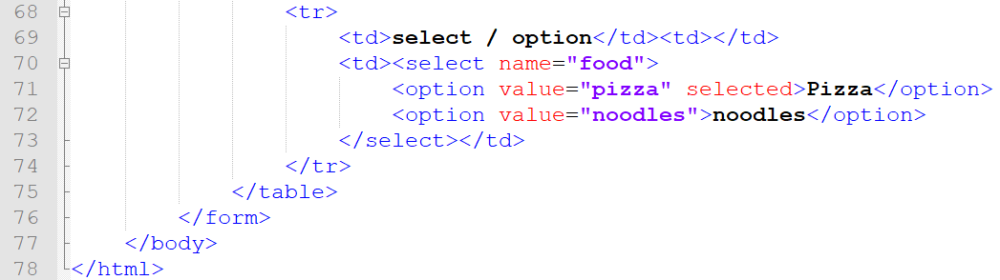 68 <tr>
69 <td>select / option</td><td></td>
70 <td><select name="food">
71 <option value="pizza" selected>Pizza</option>
72 <option value="noodles">noodles</option>
73 </select></td>
74 </tr>
75 </table>
76 </form>
77 </body>
78 </html>